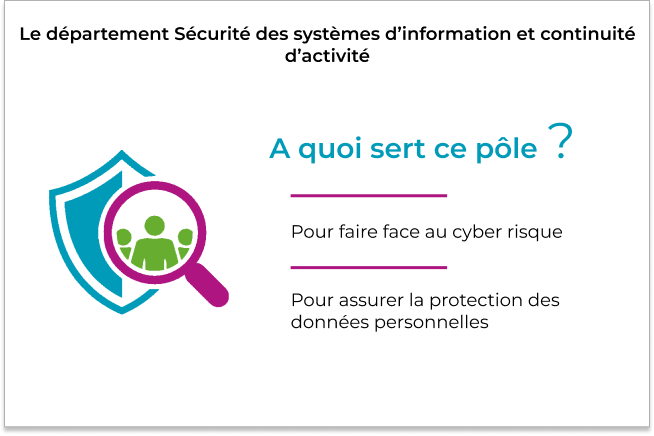 Le département Sécurité des systèmes d’information et continuité
d’activité
A quoi sert ce pôle ?
Pour faire face au cyber risque
Pour assurer la protection des
données personnelles